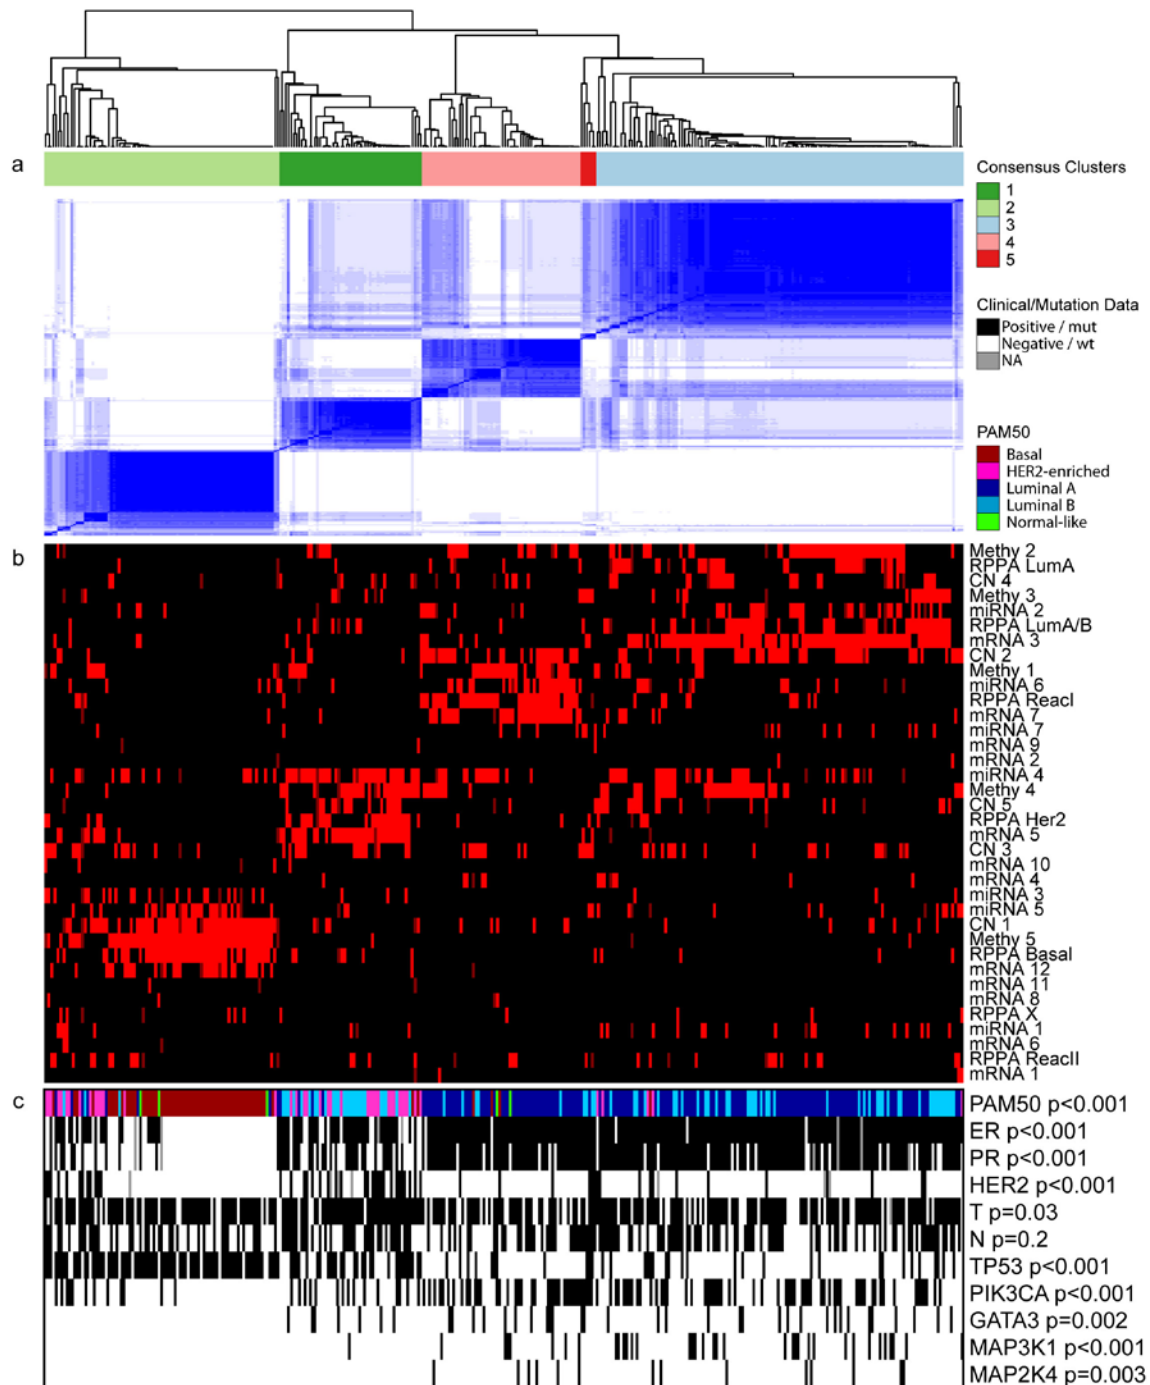 a
Consensus Clusters
1
2
3
4
5
Clinical/Mutation Data
Positive / mut
Negative / wt
NA
PAM50
Basal
HER2-enriched
Luminal A
Luminal B
Normal-like
b
Methy 2
RPPA LumA
CN 4
Methy 3
miRNA 2
RPPA LumA/B
mRNA 3
CN 2
Methy 1
miRNA 6
RPPA ReacI
mRNA 7
miRNA 7
mRNA 9
mRNA 2
miRNA 4
Methy 4
CN 5
RPPA Her2
mRNA 5
CN 3
mRNA 10
mRNA 4
miRNA 3
miRNA 5
CN 1
Methy 5
RPPA Basal
mRNA 12
mRNA 11
mRNA 8
RPPA X
miRNA 1
mRNA 6
RPPA ReacII
mRNA 1
c
PAM50 p<0.001
ER p<0.001
PR p<0.001
HER2 p<0.001
T p=0.03
N p=0.2
TP53 p<0.001
PIK3CA p<0.001
GATA3 p=0.002
MAP3K1 p<0.001
MAP2K4 p=0.003